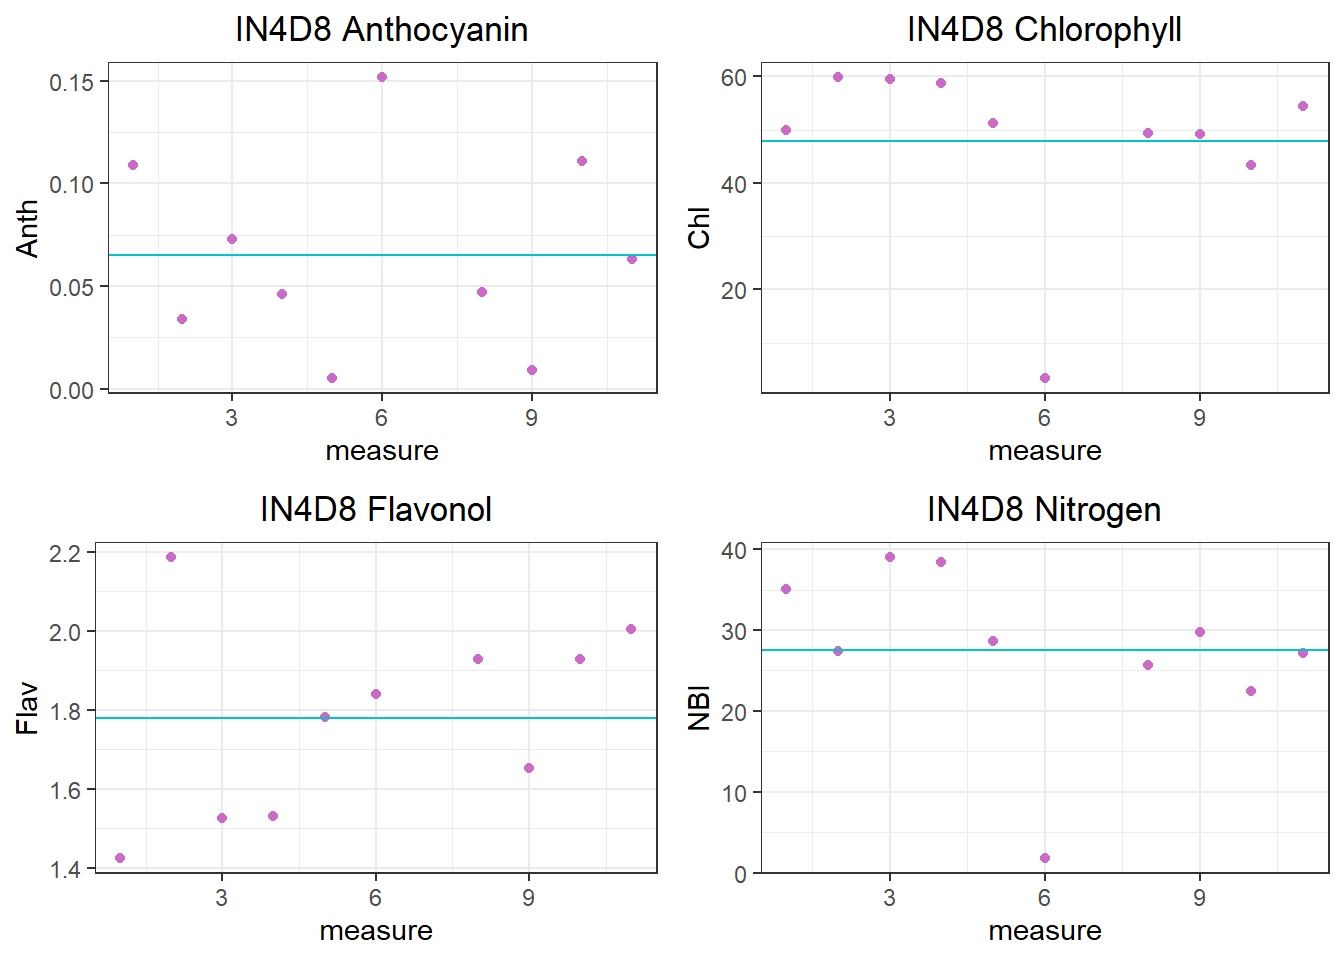 IN4D8 Anthocyanin
0.15
0.10
0.05
0.00
Anth
3 6 9
measure
IN4D8 Chlorophyll
60
40
20
Chl
3 6 9
measure
IN4D8 Flavonol
2.2
2.0
1.8
1.6
1.4
Flav
3 6 9
measure
IN4D8 Nitrogen
40
30
20
10
0
NBI
3 6 9
measure